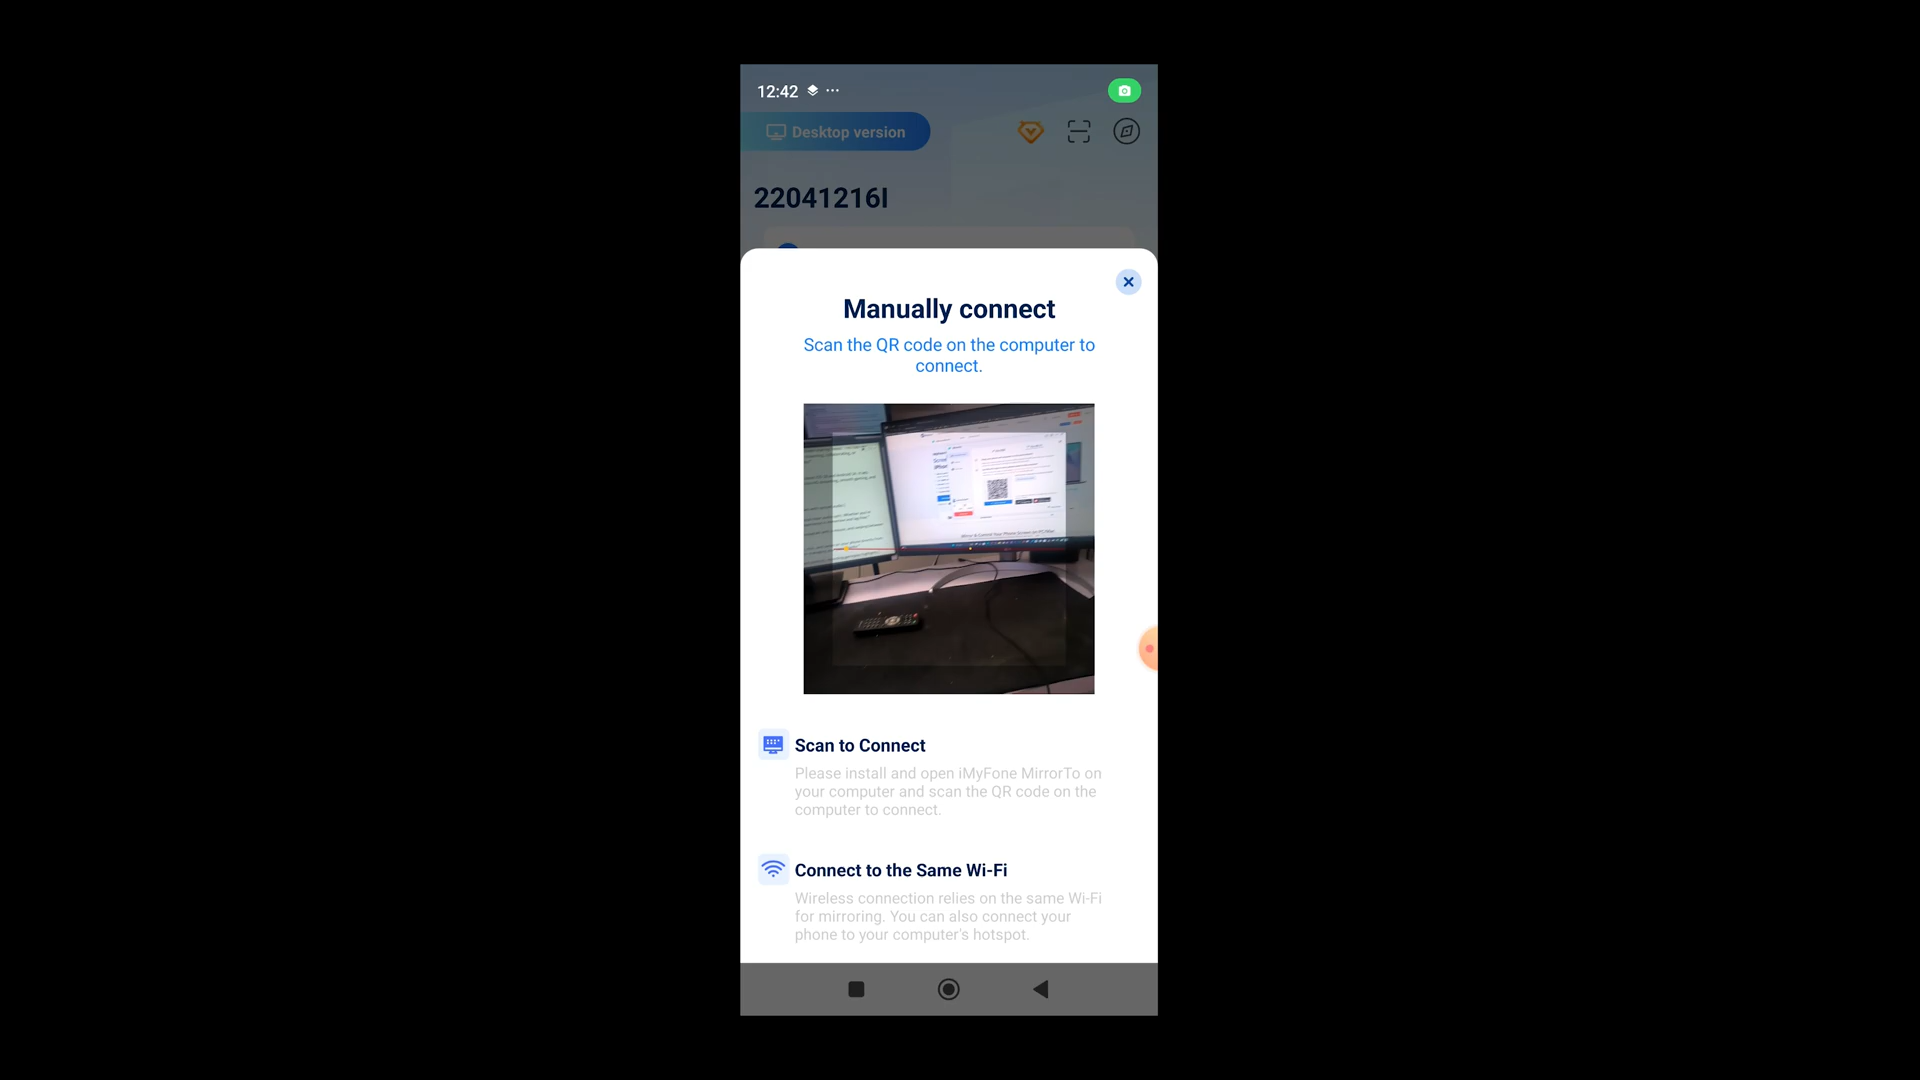 12:42
Desktop version
22041216I
Manually connect
Scan the QR code on the computer to
connect.
Scan to Connect
Please install and open iMyFone MirrorTo on
your computer and scan the QR code on the
computer to connect.
Connect to the Same Wi-Fi
Wireless connection relies on the same Wi-Fi
for mirroring. You can also connect your
phone to your computer's hotspot.